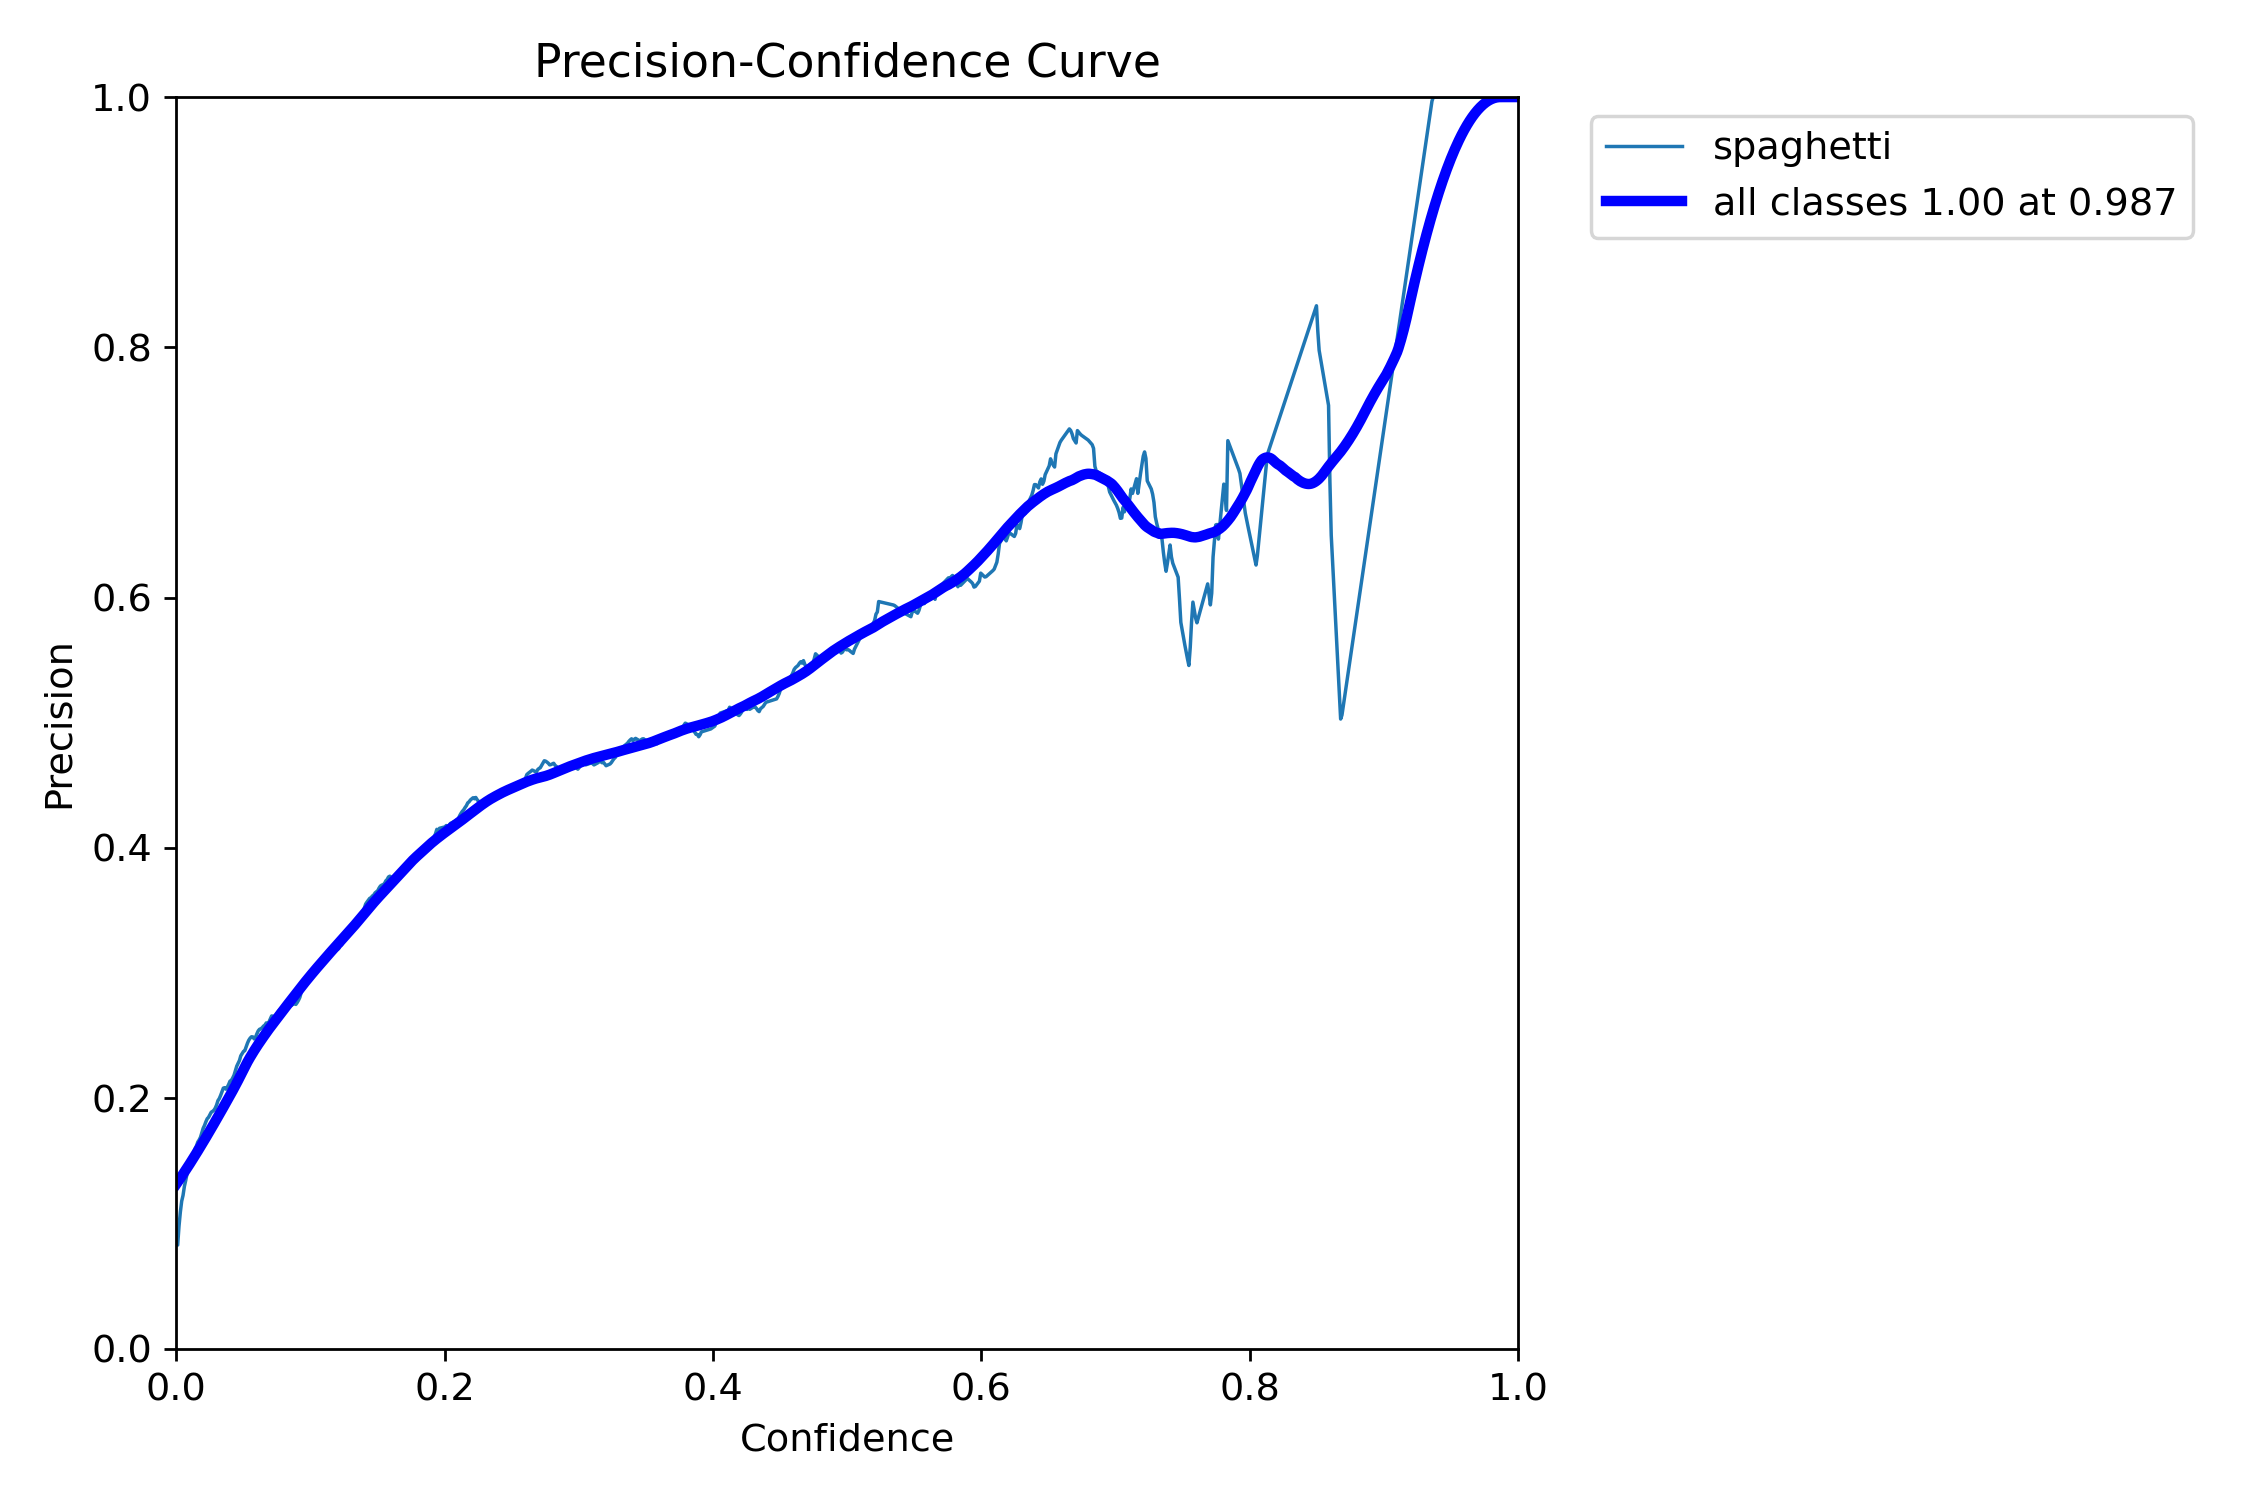 Precision-Confidence Curve
1.0
0.8
0.6
0.4
0.2
0.0
Precision
0.0 0.2 0.4 0.6 0.8 1.0
Confidence
spaghetti
all classes 1.00 at 0.987